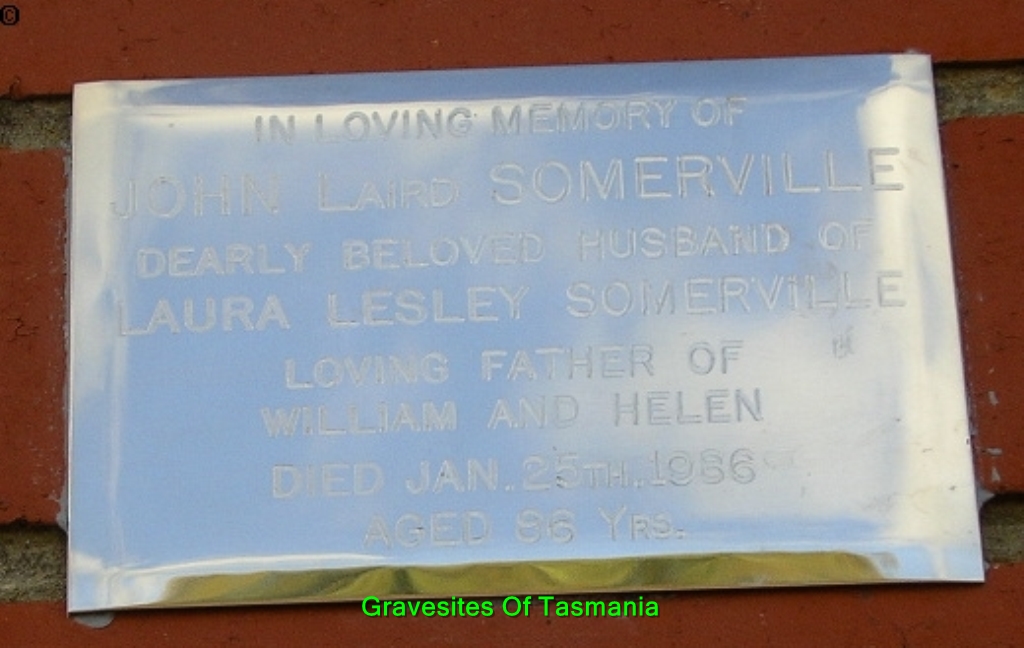 ©
IN LOVING MEMORY OF
JOHN LAIRD SOMERVILLE
DEARLY BELOVED HUSBAND OF
LAURA LESLEY SOMERVILLE
LOVING FATHER OF
WILLIAM AND HELEN
DIED JAN. 25TH. 1986
AGED 86 YRS.
Gravesites Of Tasmania